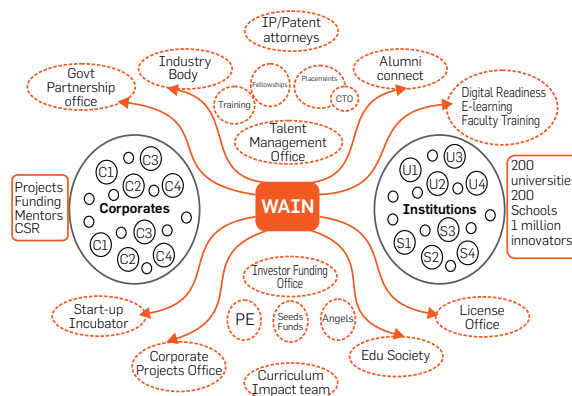 IP/Patent
attorneys
Industry
Body
Alumni
connect
Govt
Partnership
office
Fellowships
Placements
Training
CTO
Digital Readiness
E-learning
Faculty Training
Talent
Management
Office
Projects
Funding
Mentors
CSR
C1
C3
C2
C4
Corporates
C1
C3
C2
C4
WAIN
U1
U3
U2
U4
Institutions
S1
S3
S2
S4
200
universities
200
Schools
1 million
innovators
Investor Funding
Office
PE
Seeds
Funds
Angels
Start-up
Incubator
License
Office
Corporate
Projects Office
Edu Society
Curriculum
Impact team